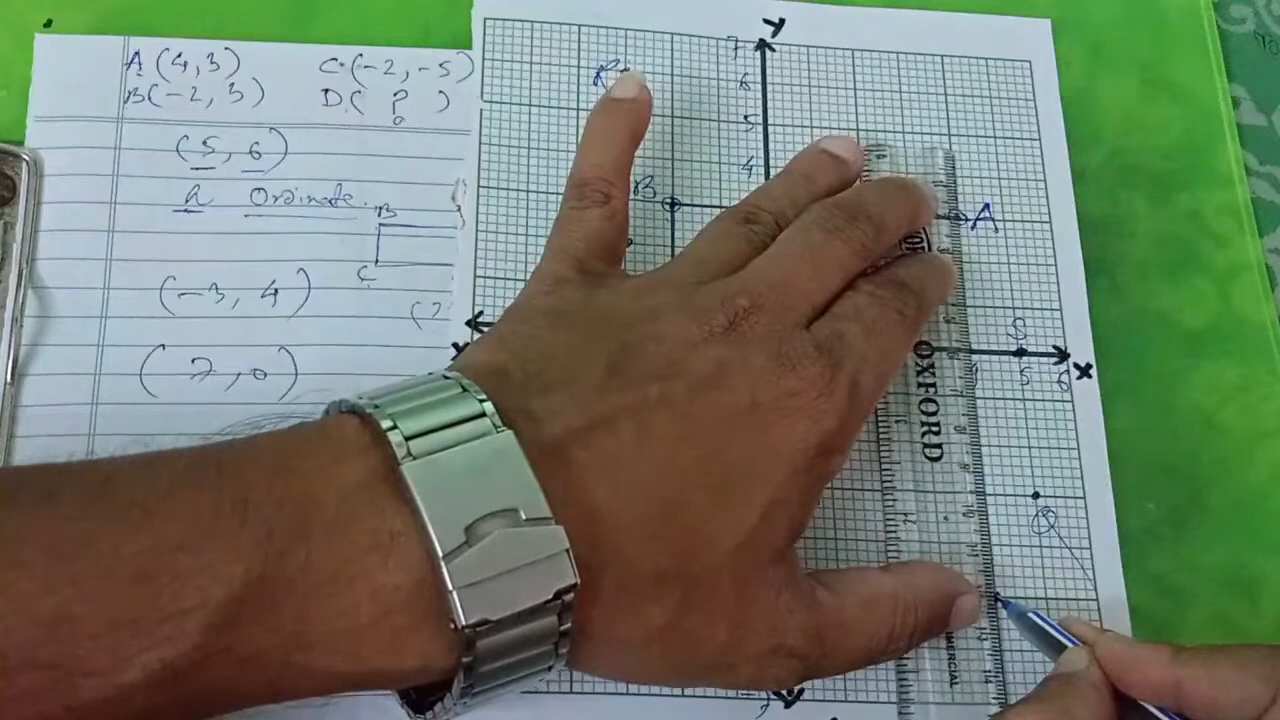 A (4,3) C (-2,-5)
B (-2, 3) D ( ? )
(5, 6)
Ordinate
B
C
(-3, 4)
(7,0)
(2
Y
7
6
5
4
B
A
S
5
6
X
Q
OXFORD